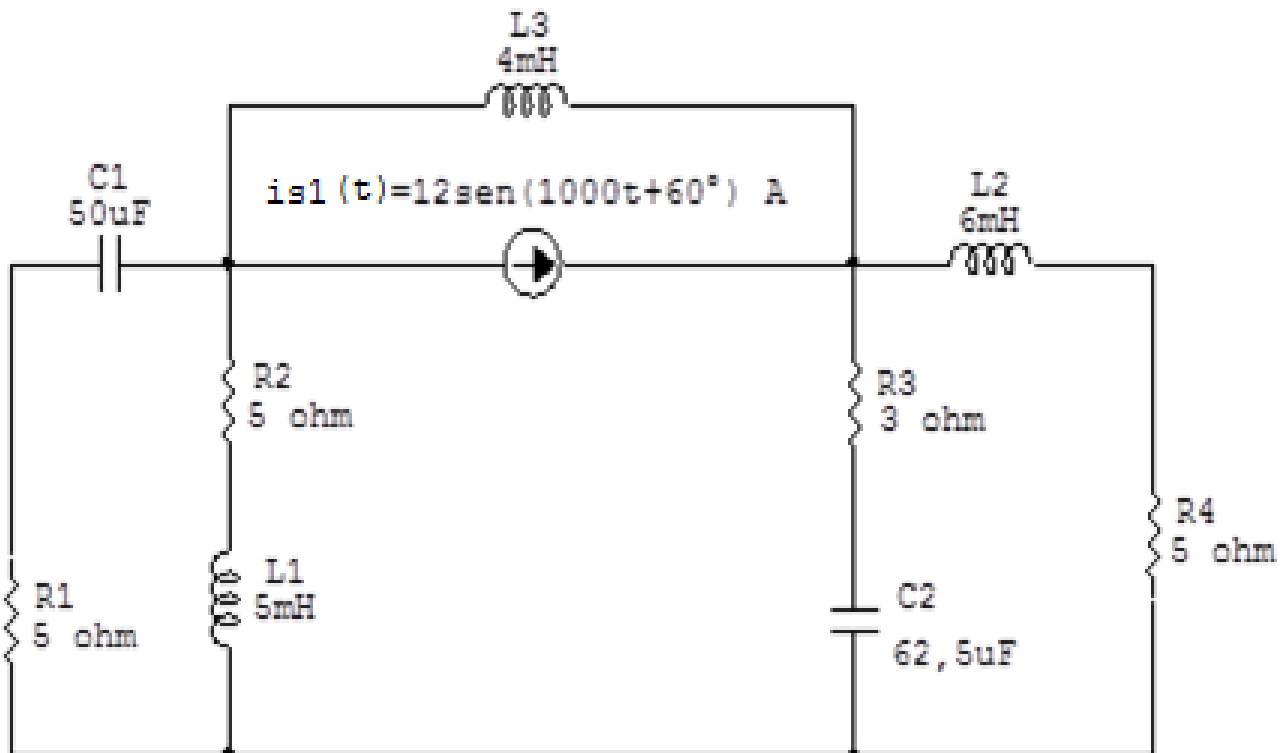 L3
4mH
C1
50uF
is1(t)=12sen(1000t+60°) A
L2
6mH
R2
5 ohm
R3
3 ohm
R4
5 ohm
L1
5mH
R1
5 ohm
C2
62,5uF